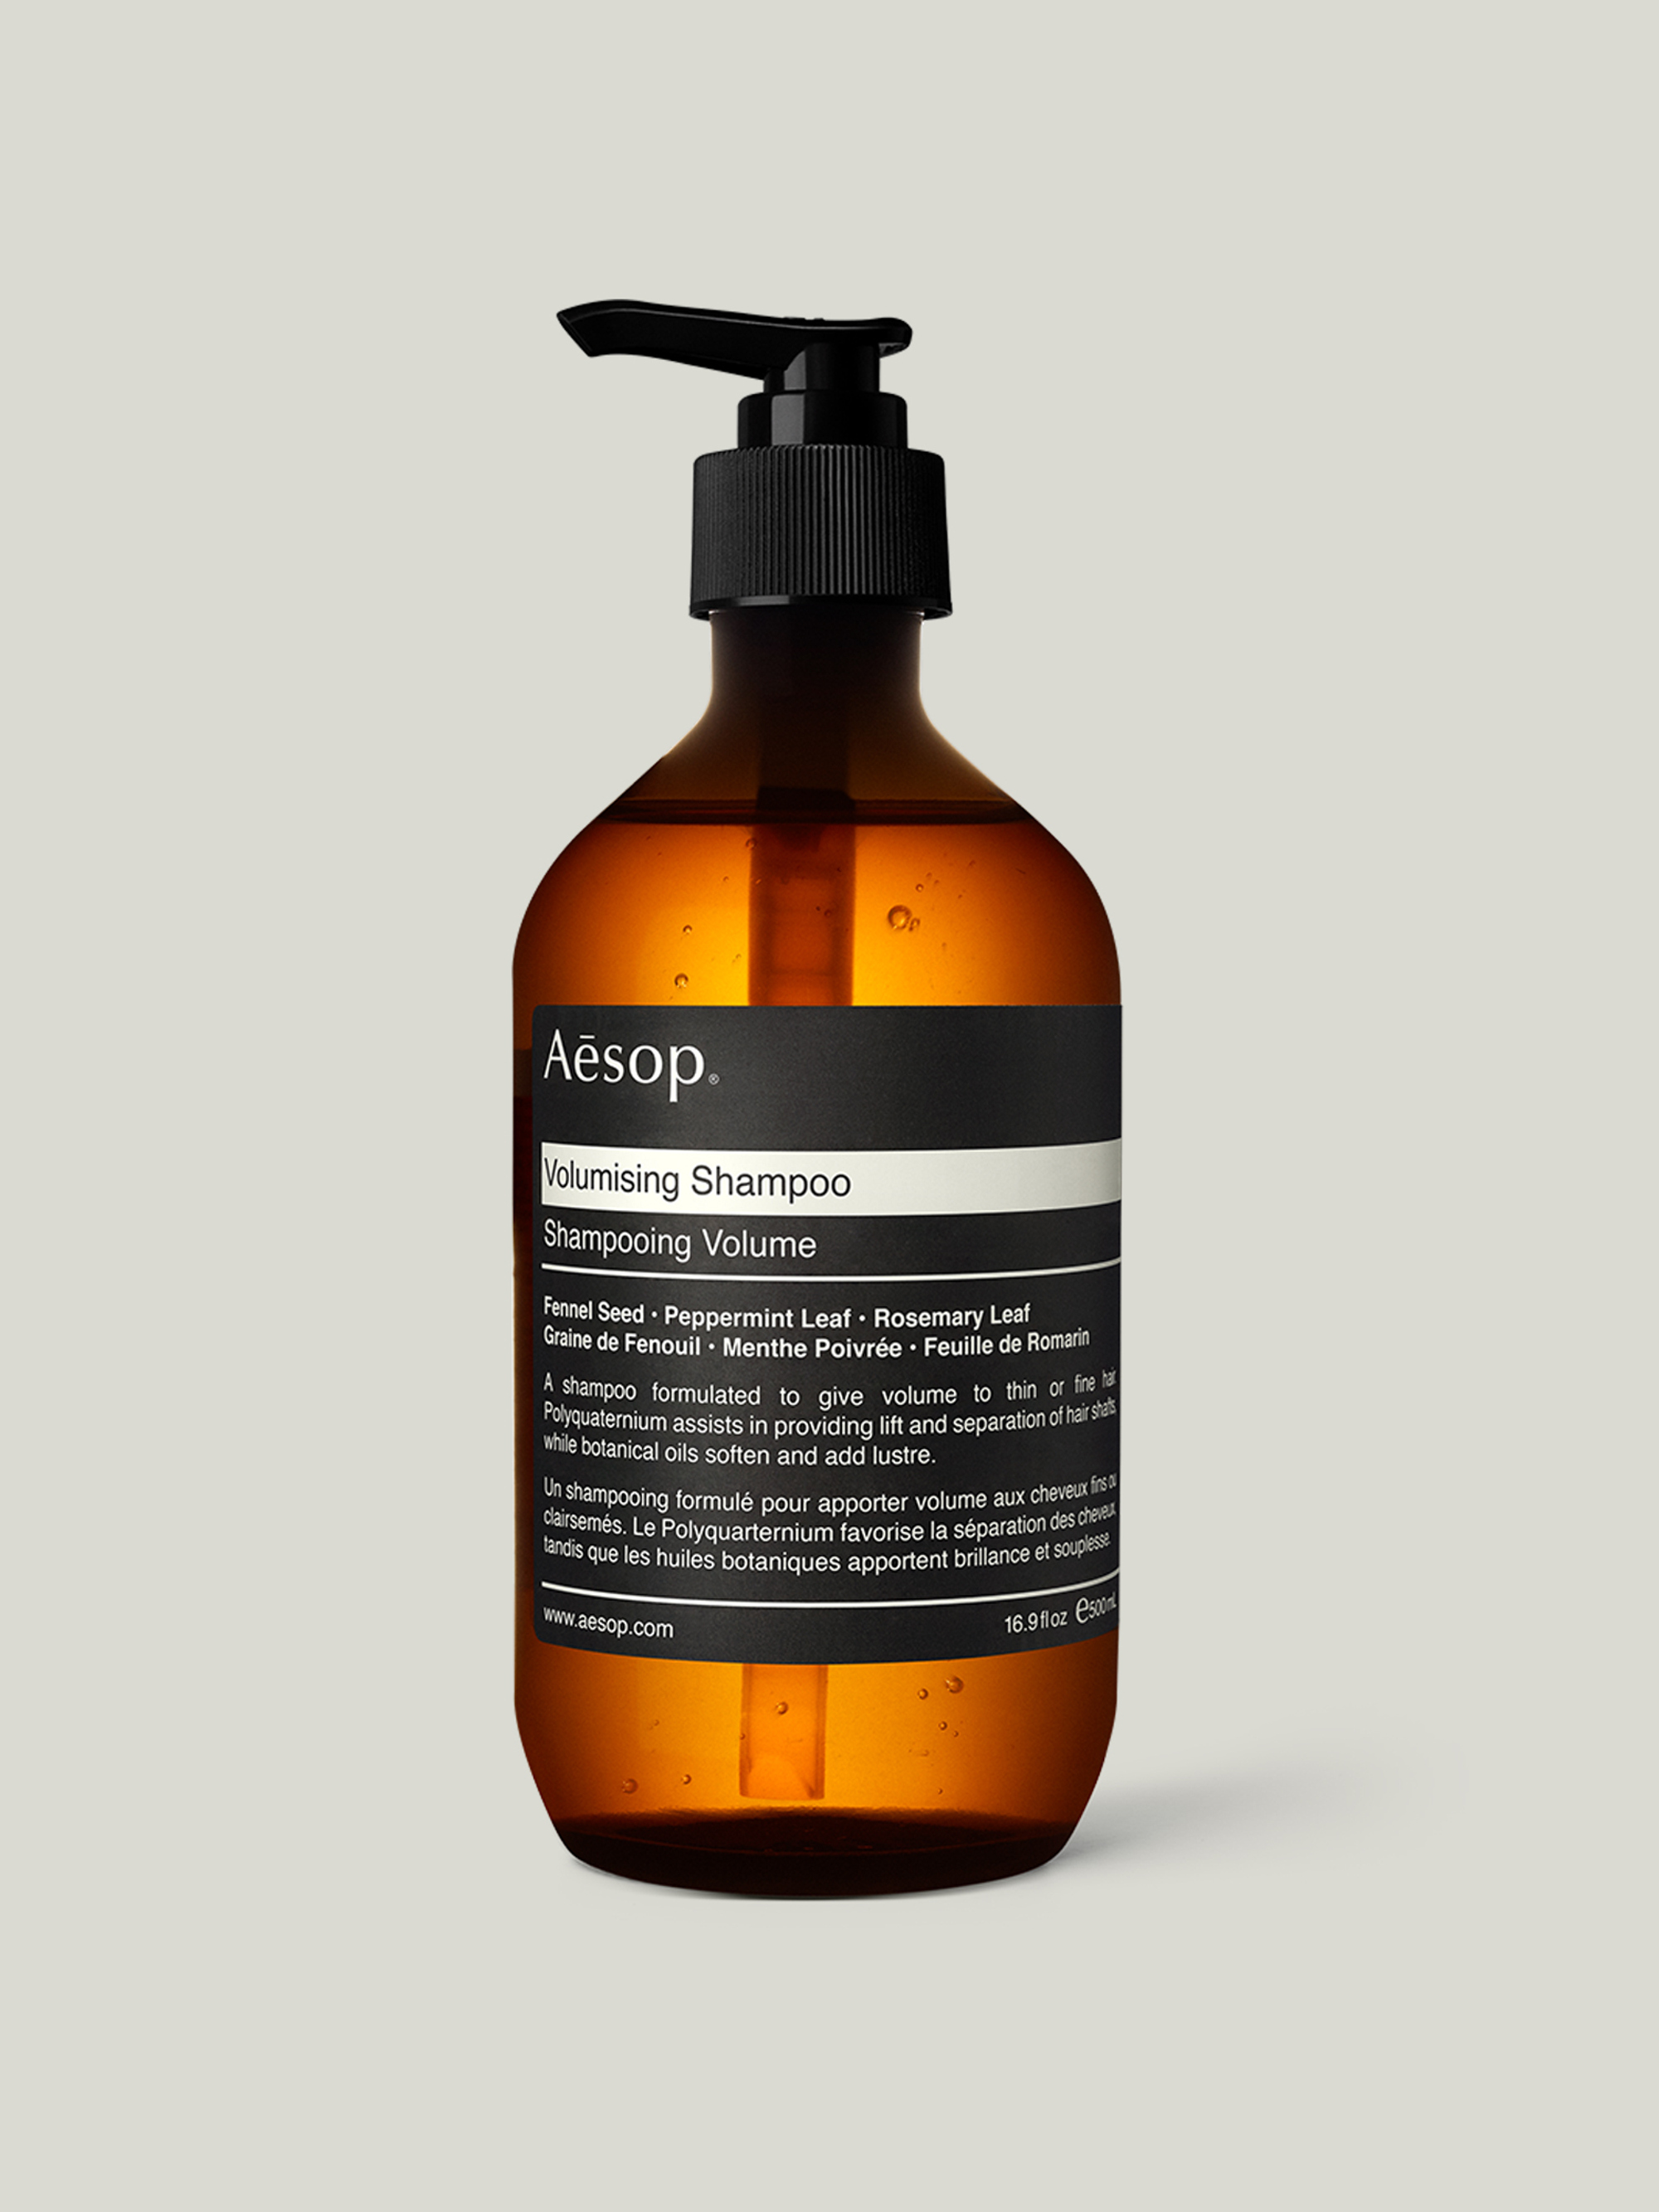 Aēsop®
Volumising Shampoo
Shampooing Volume
Fennel Seed • Peppermint Leaf • Rosemary Leaf
Graine de Fenouil • Menthe Poivrée • Feuille de Romarin
A shampoo formulated to give volume to thin or fine hair.
Polyquaternium assists in providing lift and separation of hair shafts,
while botanical oils soften and add lustre.
Un shampooing formulé pour apporter volume aux cheveux fins ou
clairsemés. Le Polyquarternium favorise la séparation des cheveux,
tandis que les huiles botaniques apportent brillance et souplesse.
www.aesop.com 16.9 fl oz ℮500 mL